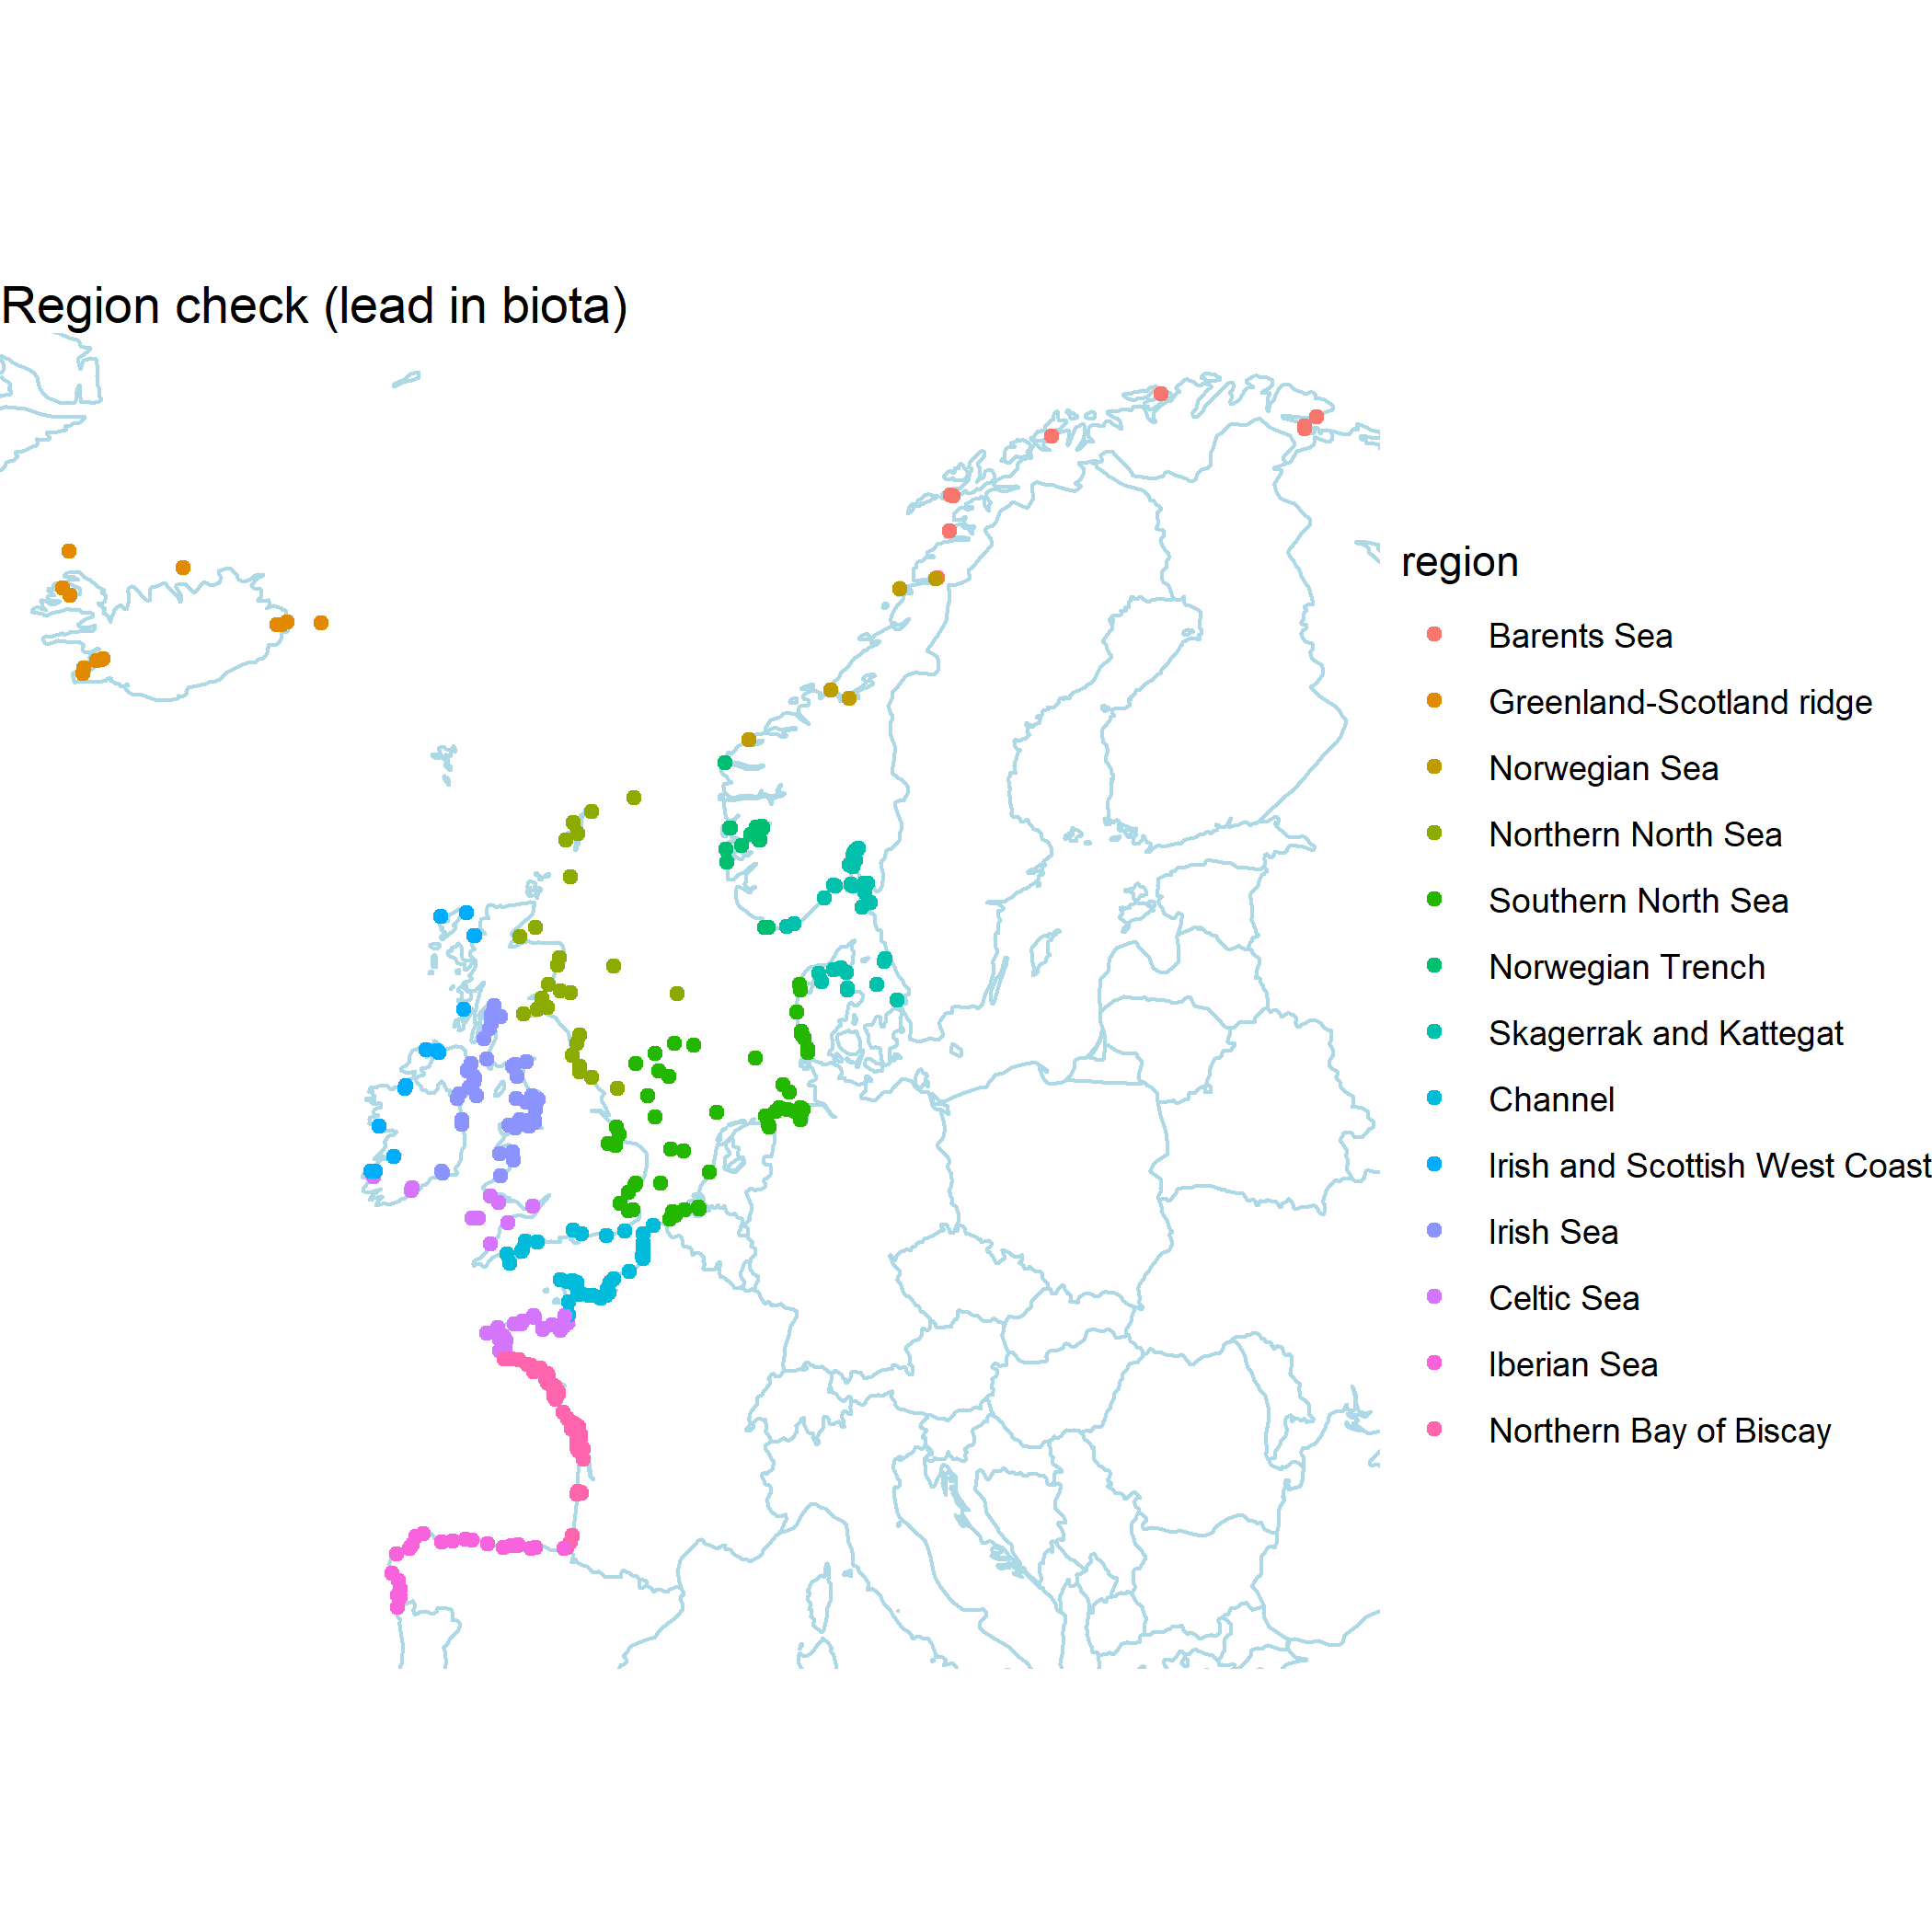 Region check (lead in biota)
region
Barents Sea
Greenland-Scotland ridge
Norwegian Sea
Northern North Sea
Southern North Sea
Norwegian Trench
Skagerrak and Kattegat
Channel
Irish and Scottish West Coast
Irish Sea
Celtic Sea
Iberian Sea
Northern Bay of Biscay